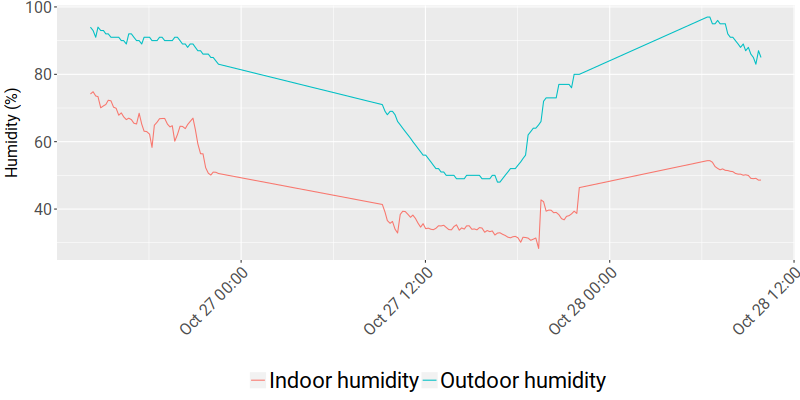 100
80
60
40
Humidity (%)
Oct 27 00:00
Oct 27 12:00
Oct 28 00:00
Oct 28 12:00
Indoor humidity Outdoor humidity